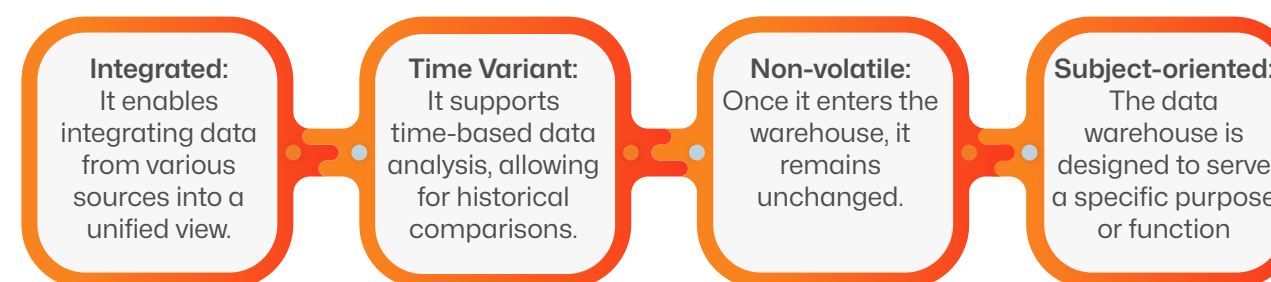 Integrated:
It enables
integrating data
from various
sources into a
unified view.
Time Variant:
It supports
time-based data
analysis, allowing
for historical
comparisons.
Non-volatile:
Once it enters the
warehouse, it
remains
unchanged.
Subject-oriented:
The data
warehouse is
designed to serve
a specific purpose
or function